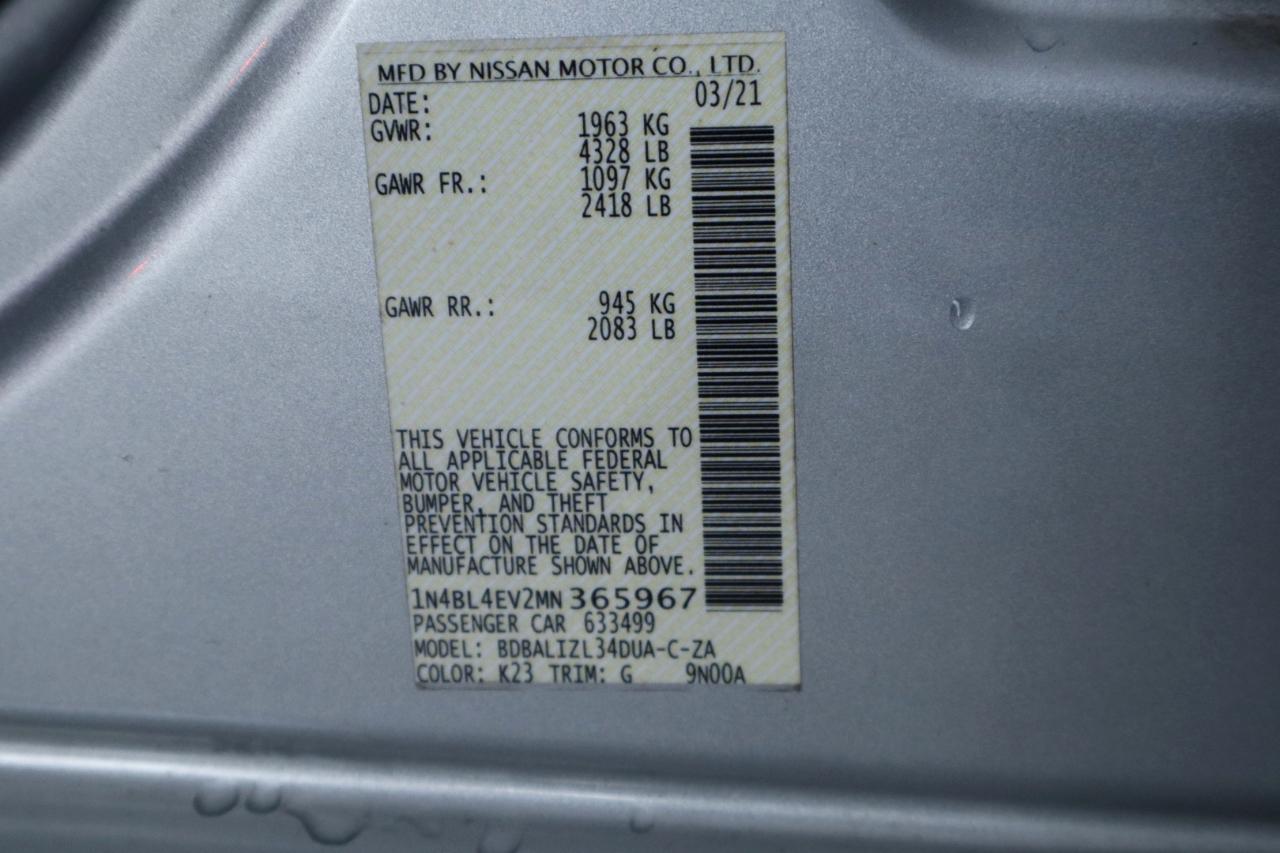 MFD BY NISSAN MOTOR CO., LTD.
DATE: 03/21
GVWR: 1963 KG
4328 LB
GAWR FR.: 1097 KG
2418 LB
GAWR RR.: 945 KG
2083 LB
THIS VEHICLE CONFORMS TO
ALL APPLICABLE FEDERAL
MOTOR VEHICLE SAFETY,
BUMPER, AND THEFT
PREVENTION STANDARDS IN
EFFECT ON THE DATE OF
MANUFACTURE SHOWN ABOVE.
1N4BL4EV2MN365967
PASSENGER CAR 633499
MODEL: BDBALIZL34DUA-C-ZA
COLOR: K23 TRIM: G 9N00A